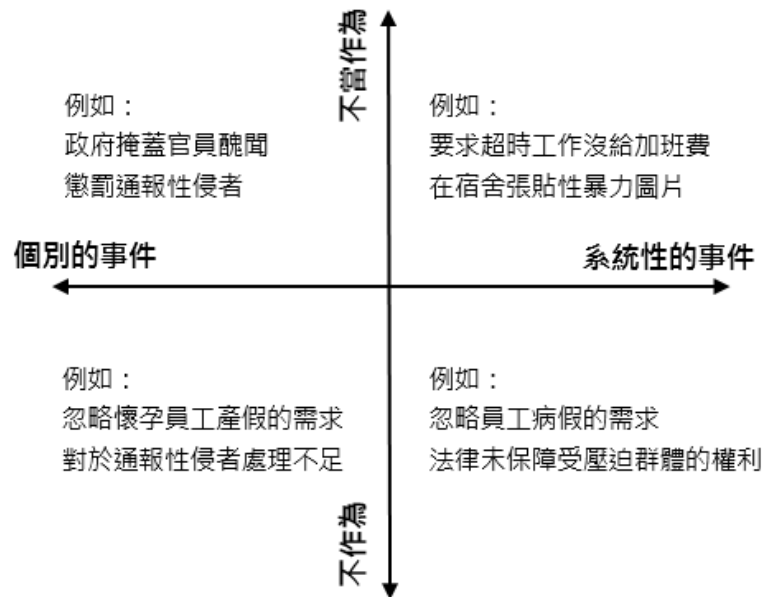 不當作為
例如：
政府掩蓋官員醜聞
懲罰通報性侵者
例如：
要求超時工作沒給加班費
在宿舍張貼性暴力圖片
個別的事件
系統性的事件
例如：
忽略懷孕員工產假的需求
對於通報性侵者處理不足
例如：
忽略員工病假的需求
法律未保障受壓迫群體的權利
不作為